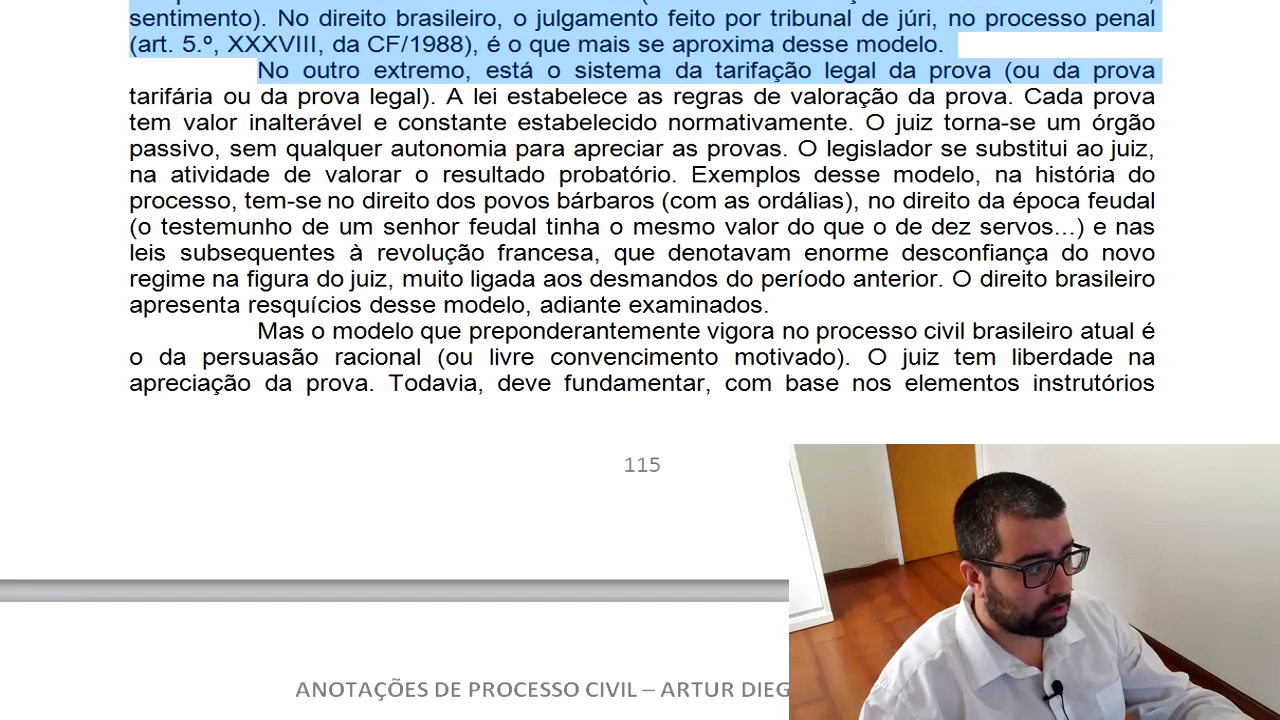 sentimento). No direito brasileiro, o julgamento feito por tribunal de júri, no processo penal
(art. 5.º, XXXVIII, da CF/1988), é o que mais se aproxima desse modelo.
No outro extremo, está o sistema da tarifação legal da prova (ou da prova
tarifária ou da prova legal). A lei estabelece as regras de valoração da prova. Cada prova
tem valor inalterável e constante estabelecido normativamente. O juiz torna-se um órgão
passivo, sem qualquer autonomia para apreciar as provas. O legislador se substitui ao juiz,
na atividade de valorar o resultado probatório. Exemplos desse modelo, na história do
processo, tem-se no direito dos povos bárbaros (com as ordálias), no direito da época feudal
(o testemunho de um senhor feudal tinha o mesmo valor do que o de dez servos...) e nas
leis subsequentes à revolução francesa, que denotavam enorme desconfiança do novo
regime na figura do juiz, muito ligada aos desmandos do período anterior. O direito brasileiro
apresenta resquícios desse modelo, adiante examinados.
Mas o modelo que preponderantemente vigora no processo civil brasileiro atual é
o da persuasão racional (ou livre convencimento motivado). O juiz tem liberdade na
apreciação da prova. Todavia, deve fundamentar, com base nos elementos instrutórios
115
ANOTAÇÕES DE PROCESSO CIVIL – ARTUR DIEG